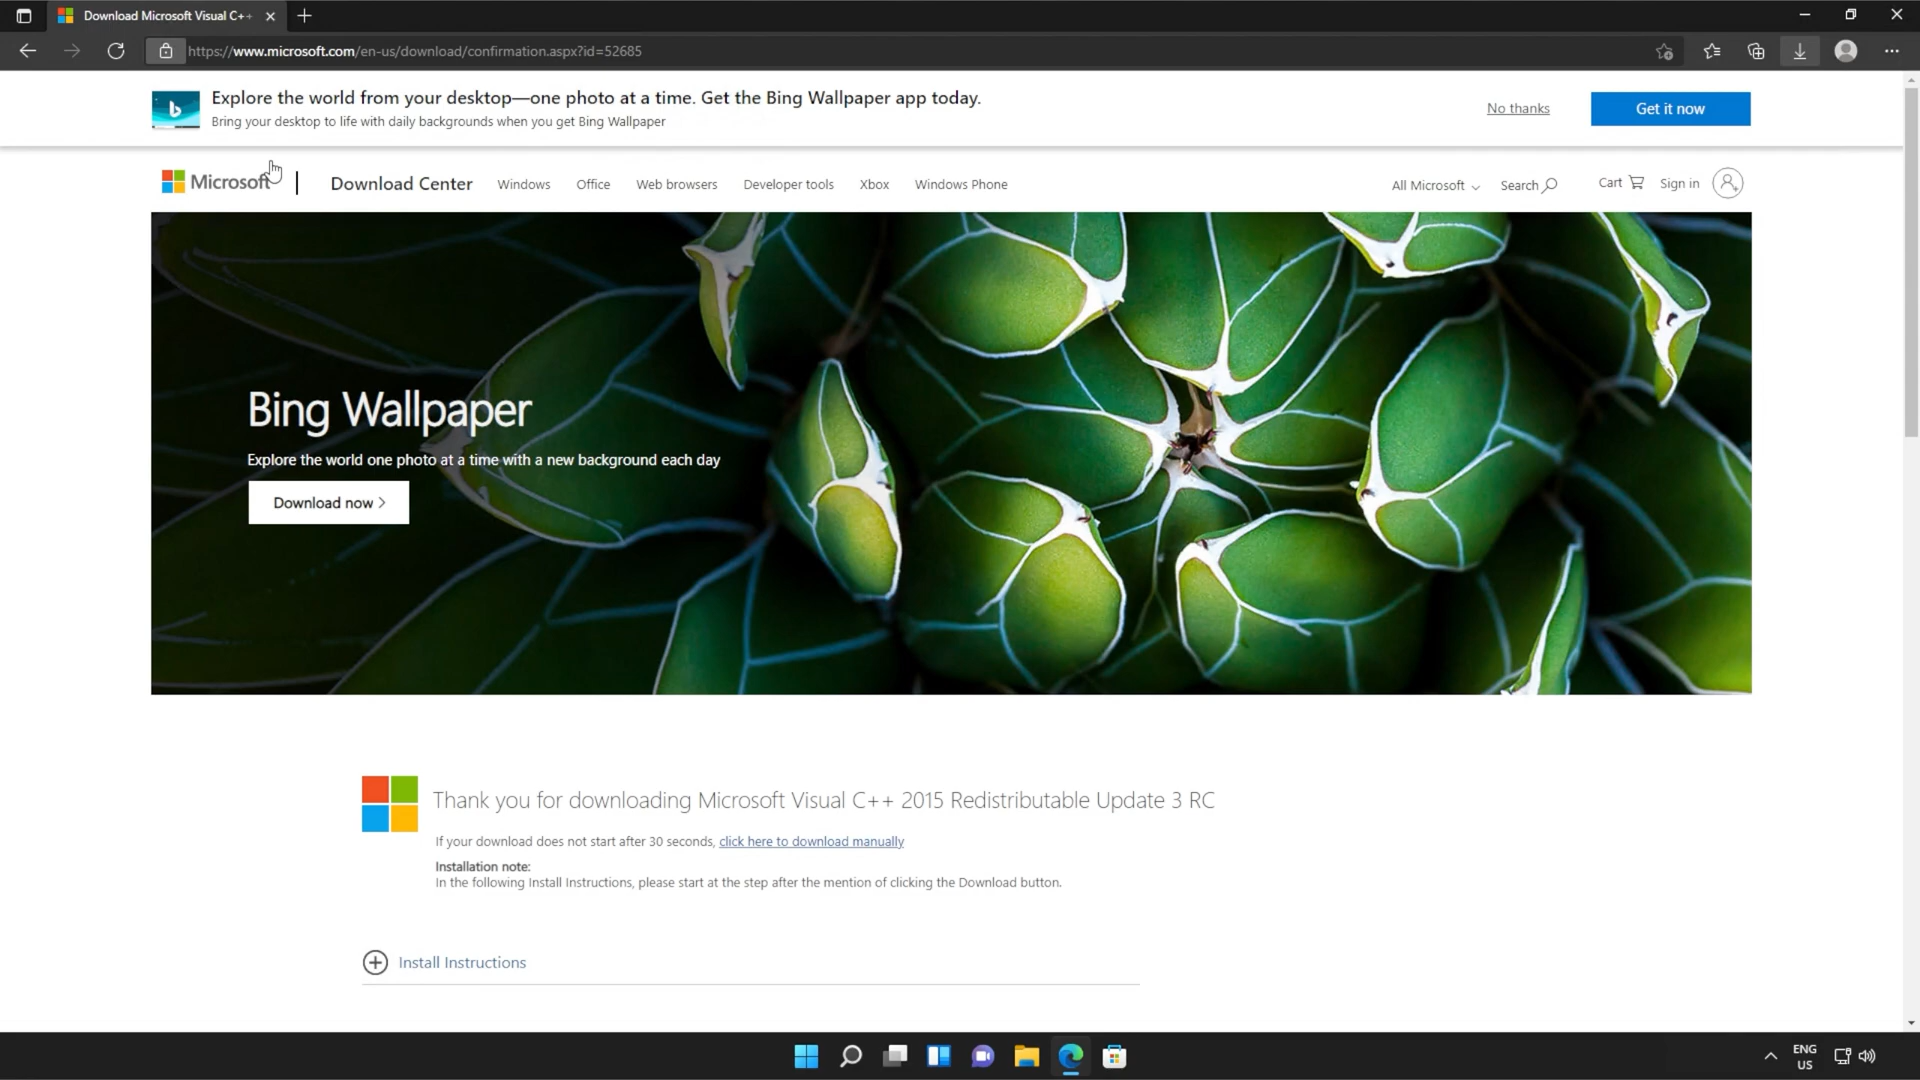 Download Microsoft Visual C++
https://www.microsoft.com/en-us/download/confirmation.aspx?id=52685
Explore the world from your desktop—one photo at a time. Get the Bing Wallpaper app today.
Bring your desktop to life with daily backgrounds when you get Bing Wallpaper
No thanks
Get it now
Microsoft
Download Center
Windows
Office
Web browsers
Developer tools
Xbox
Windows Phone
All Microsoft
Search
Cart
Sign in
Bing Wallpaper
Explore the world one photo at a time with a new background each day
Download now >
Thank you for downloading Microsoft Visual C++ 2015 Redistributable Update 3 RC
If your download does not start after 30 seconds, click here to download manually
Installation note:
In the following Install Instructions, please start at the step after the mention of clicking the Download button.
Install Instructions
ENG
US